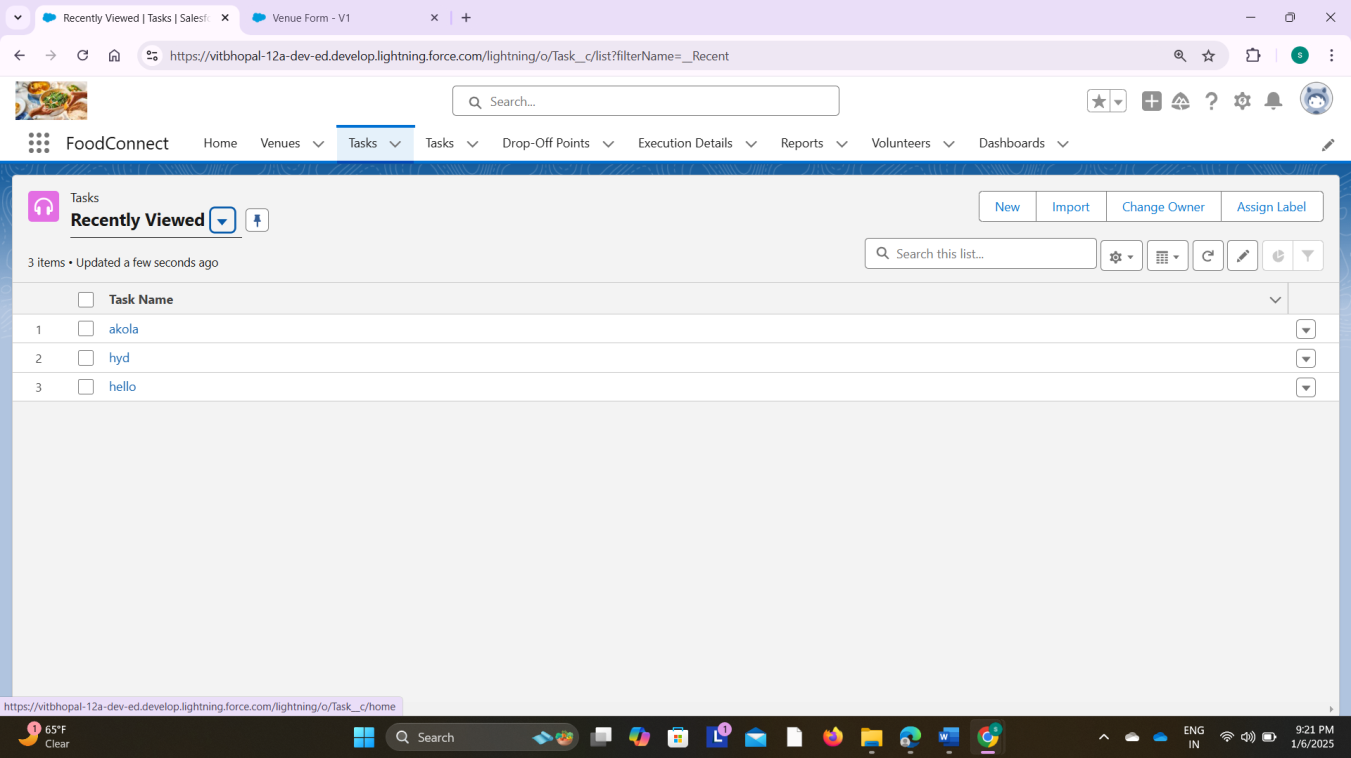 Recently Viewed | Tasks | Salesf
Venue Form - V1
https://vitbhopal-12a-dev-ed.develop.lightning.force.com/lightning/o/Task__c/list?filterName=__Recent
S
Search...
FoodConnect
Home
Venues
Tasks
Tasks
Drop-Off Points
Execution Details
Reports
Volunteers
Dashboards
Tasks
Recently Viewed
New
Import
Change Owner
Assign Label
3 items • Updated a few seconds ago
Search this list...
Task Name
1 akola
2 hyd
3 hello
https://vitbhopal-12a-dev-ed.develop.lightning.force.com/lightning/o/Task__c/home
1
65°F
Clear
Search
L
1
W
S
ENG
IN
9:21 PM
1/6/2025